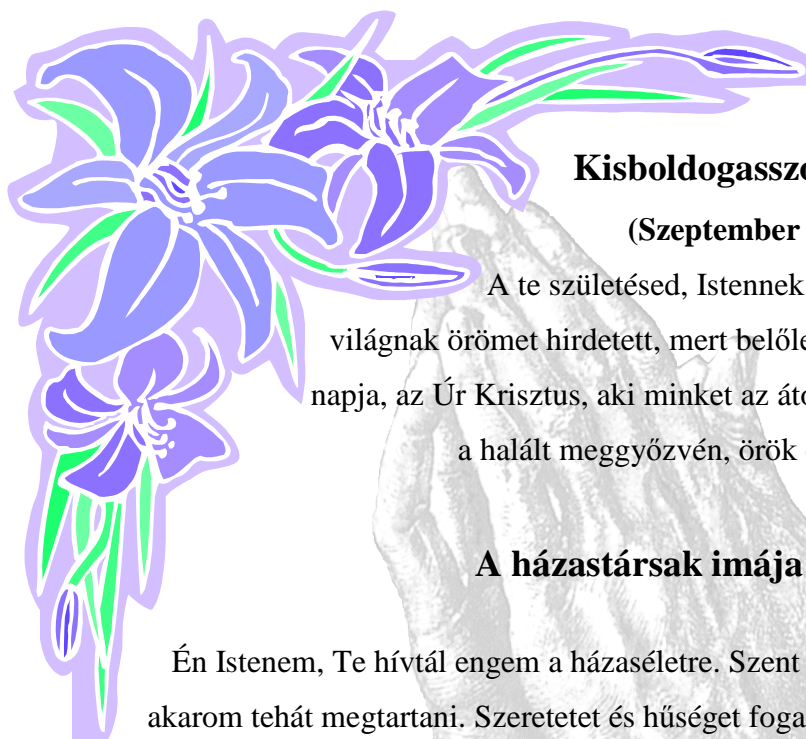 Kisboldogasszo
(Szeptember
A te születésed, Istennek
világnak örömet hirdetett, mert belőle
napja, az Úr Krisztus, aki minket az áto
a halált meggyőzvén, örök
A házastársak imája
Én Istenem, Te hívtál engem a házaséletre. Szent
akarom tehát megtartani. Szeretetet és hűséget foga